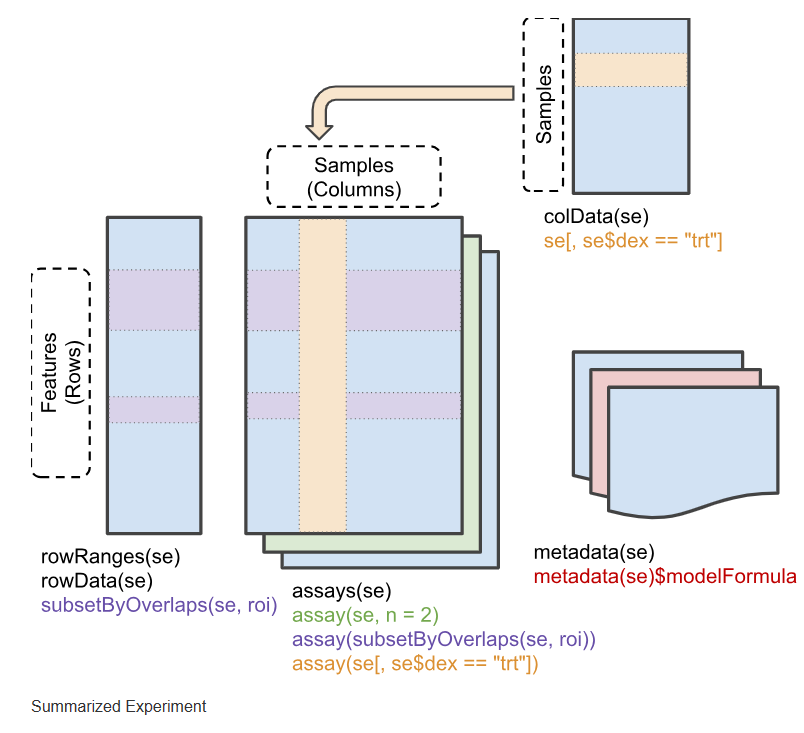 Samples
colData(se)
se[, se$dex == "trt"]
Samples
(Columns)
Features
(Rows)
rowRanges(se)
rowData(se)
subsetByOverlaps(se, roi)
assays(se)
assay(se, n = 2)
assay(subsetByOverlaps(se, roi))
assay(se[, se$dex == "trt"])
metadata(se)
metadata(se)$modelFormula
Summarized Experiment